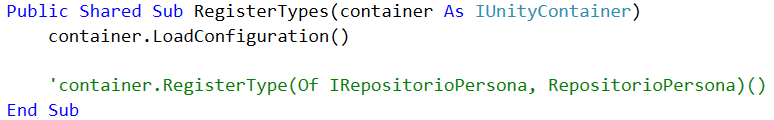 Public Shared Sub RegisterTypes(container As IUnityContainer)
    container.LoadConfiguration()
    'container.RegisterType(Of IRepositorioPersona, RepositorioPersona)()
End Sub